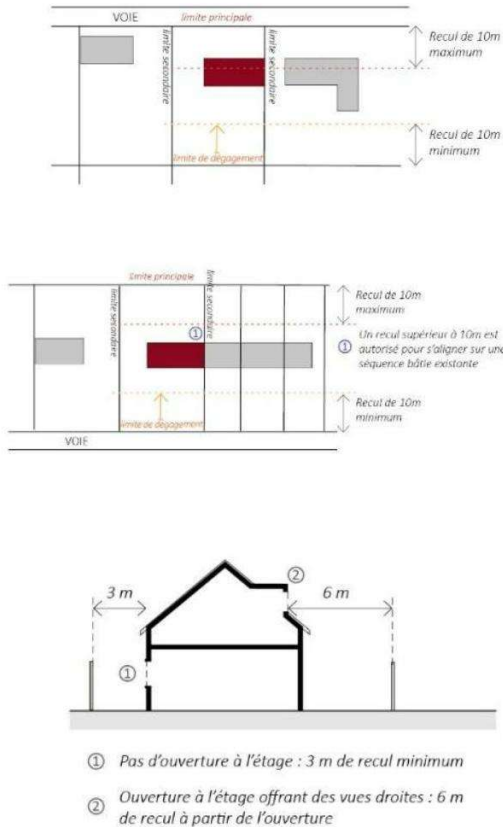 VOIE
limite principale
Recul de 10m
maximum
limite secondaire
limite secondaire
Recul de 10m
minimum
limite de dégagement
limite principale
limite secondaire
limite secondaire
Recul de 10m
maximum
①
① Un recul supérieur à 10m est
autorisé pour s'aligner sur une
séquence bâtie existante
Recul de 10m
minimum
limite de dégagement
VOIE
②
3 m
6 m
①
① Pas d'ouverture à l'étage : 3 m de recul minimum
② Ouverture à l'étage offrant des vues droites : 6 m
de recul à partir de l'ouverture